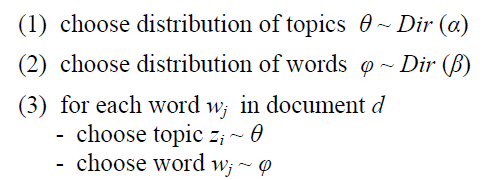 (1) choose distribution of topics θ ~ Dir (α)
(2) choose distribution of words φ ~ Dir (β)
(3) for each word wⱼ in document d
- choose topic zᵢ ~ θ
- choose word wⱼ ~ φ